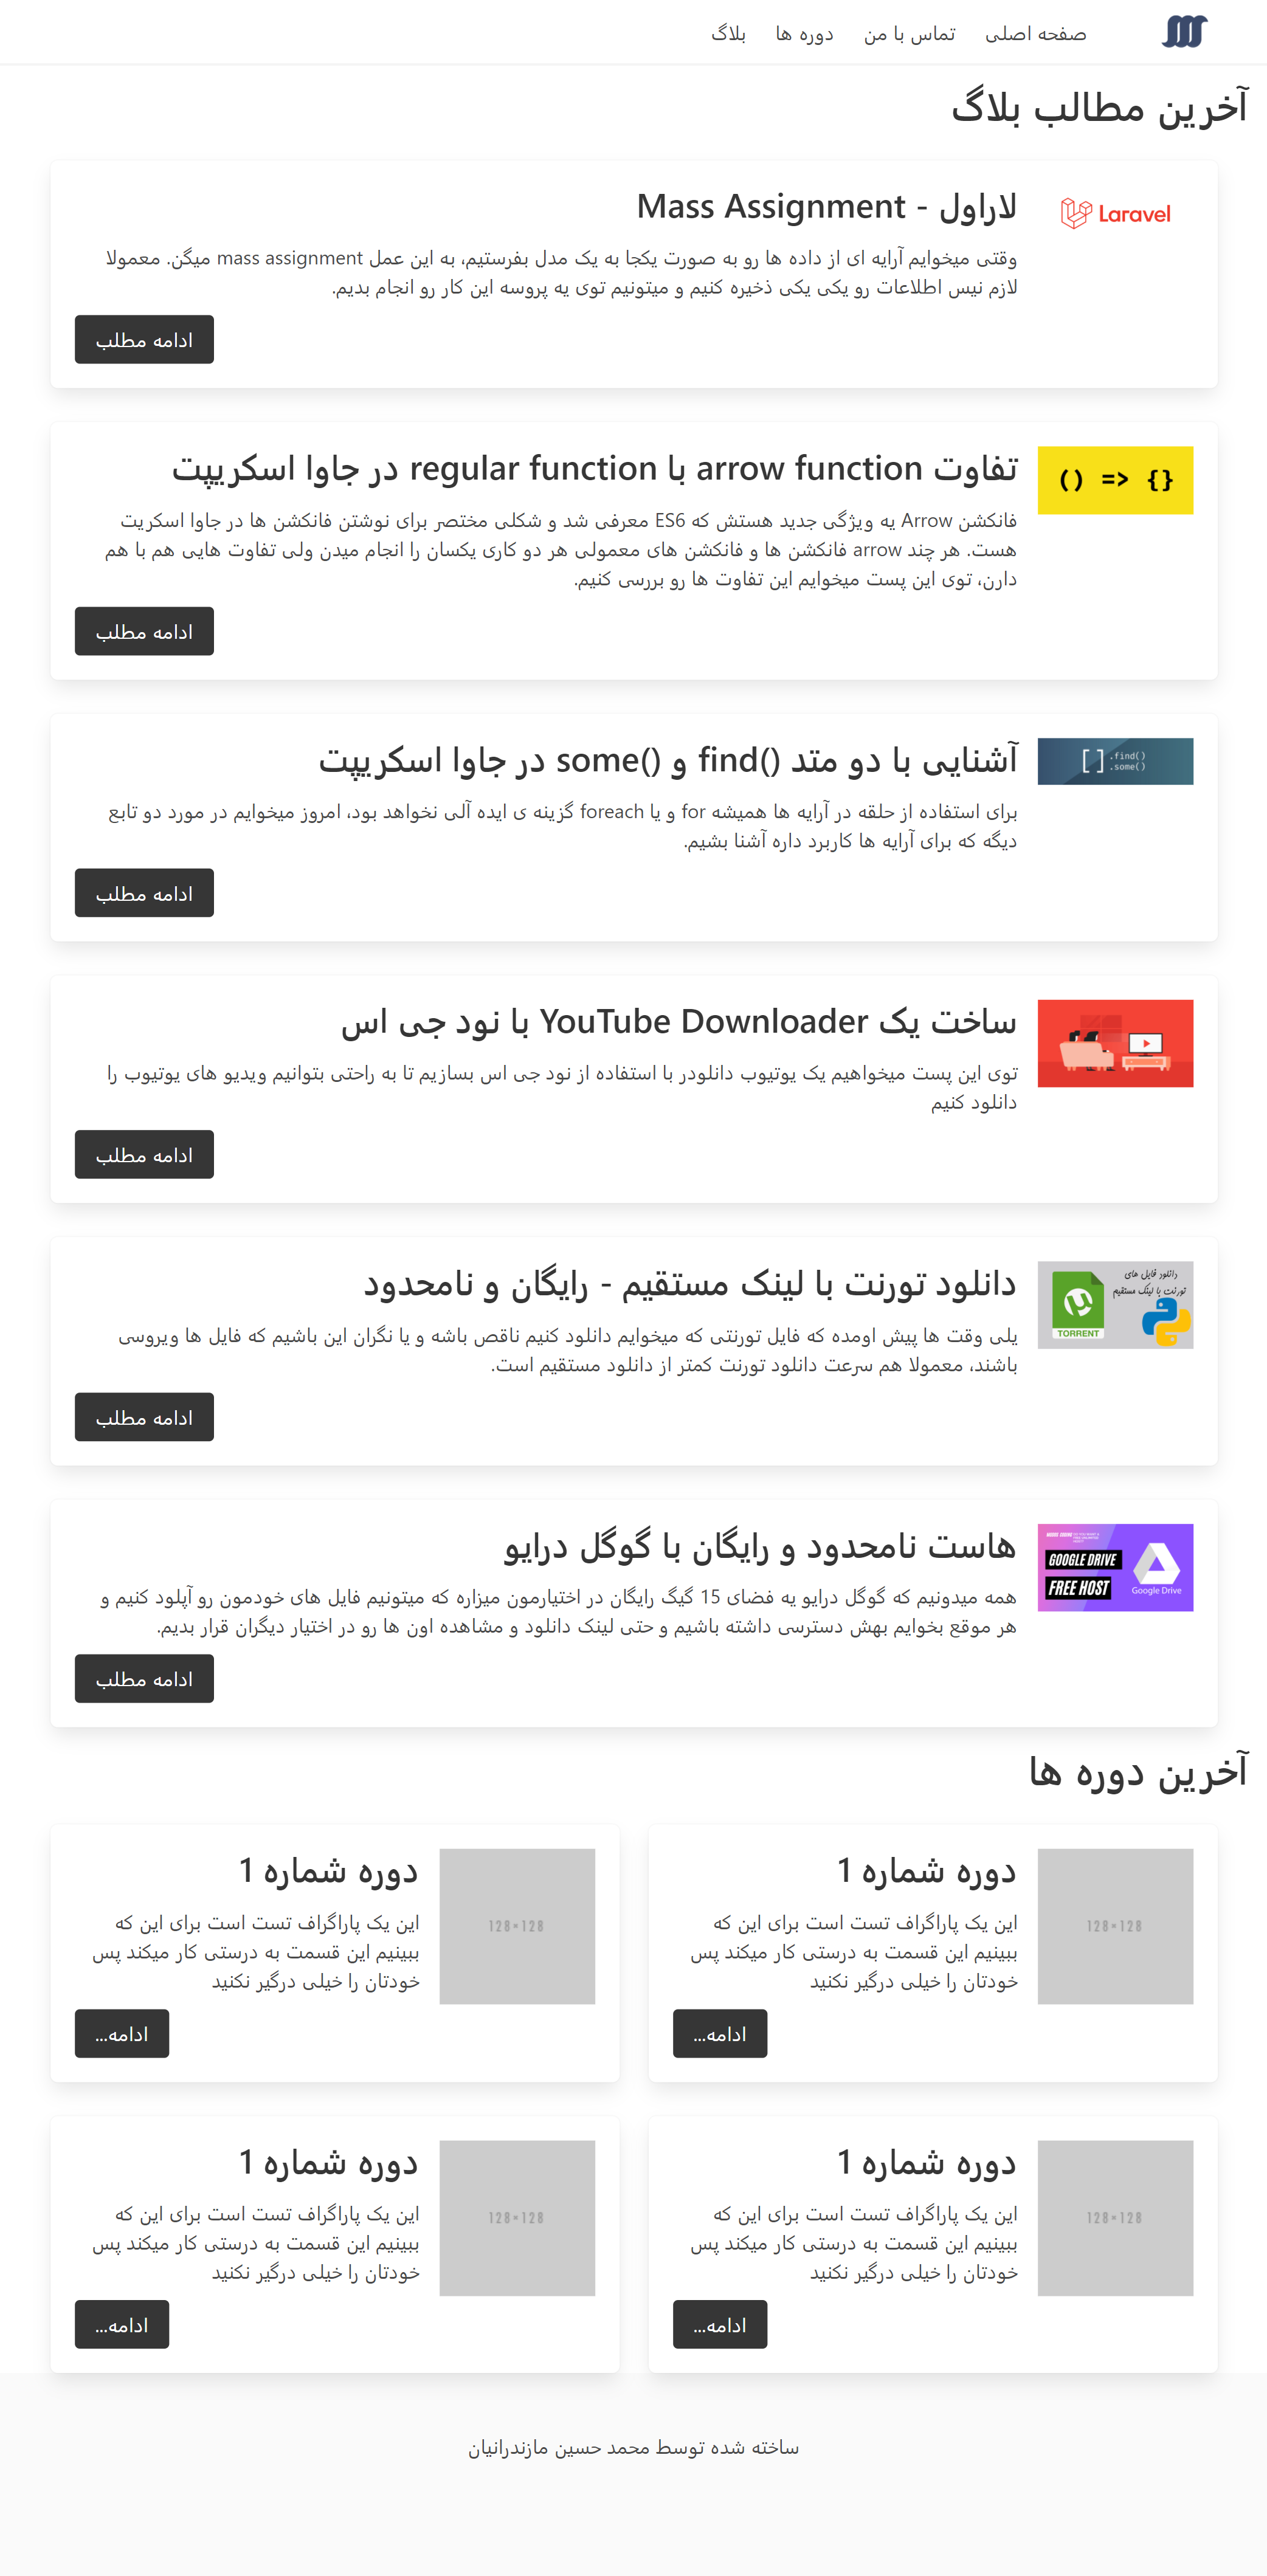 صفحه اصلی
تماس با من
دوره ها
بلاگ
آخرین مطالب بلاگ
Laravel
لاراول - Mass Assignment
وقتی میخوایم آرایه ای از داده ها رو به صورت یکجا به یک مدل بفرستیم، به این عمل mass assignment میگن. معمولا
لازم نیس اطلاعات رو یکی یکی ذخیره کنیم و میتونیم توی یه پروسه این کار رو انجام بدیم.
ادامه مطلب
() => {}
تفاوت arrow function با regular function در جاوا اسکریپت
فانکشن Arrow یه ویژگی جدید هستش که ES6 معرفی شد و شکلی مختصر برای نوشتن فانکشن ها در جاوا اسکریت
هست. هر چند arrow فانکشن ها و فانکشن های معمولی هر دو کاری یکسان را انجام میدن ولی تفاوت هایی هم با هم
دارن، توی این پست میخوایم این تفاوت ها رو بررسی کنیم.
ادامه مطلب
[] .find()
.some()
آشنایی با دو متد find() و some() در جاوا اسکریپت
برای استفاده از حلقه در آرایه ها همیشه for و یا foreach گزینه ی ایده آلی نخواهد بود، امروز میخوایم در مورد دو تابع
دیگه که برای آرایه ها کاربرد داره آشنا بشیم.
ادامه مطلب
ساخت یک YouTube Downloader با نود جی اس
توی این پست میخواهیم یک یوتیوب دانلودر با استفاده از نود جی اس بسازیم تا به راحتی بتوانیم ویدیو های یوتیوب را
دانلود کنیم
ادامه مطلب
دانلود فایل های
تورنت با لینک مستقیم
TORRENT
دانلود تورنت با لینک مستقیم - رایگان و نامحدود
یلی وقت ها پیش اومده که فایل تورنتی که میخوایم دانلود کنیم ناقص باشه و یا نگران این باشیم که فایل ها ویروسی
باشند، معمولا هم سرعت دانلود تورنت کمتر از دانلود مستقیم است.
ادامه مطلب
GOOGLE DRIVE
FREE HOST
Google Drive
هاست نامحدود و رایگان با گوگل درایو
همه میدونیم که گوگل درایو یه فضای 15 گیگ رایگان در اختیارمون میزاره که میتونیم فایل های خودمون رو آپلود کنیم و
هر موقع بخوایم بهش دسترسی داشته باشیم و حتی لینک دانلود و مشاهده اون ها رو در اختیار دیگران قرار بدیم.
ادامه مطلب
آخرین دوره ها
128×128
دوره شماره 1
این یک پاراگراف تست است برای این که
ببینیم این قسمت به درستی کار میکند پس
خودتان را خیلی درگیر نکنید
ادامه...
128×128
دوره شماره 1
این یک پاراگراف تست است برای این که
ببینیم این قسمت به درستی کار میکند پس
خودتان را خیلی درگیر نکنید
ادامه...
128×128
دوره شماره 1
این یک پاراگراف تست است برای این که
ببینیم این قسمت به درستی کار میکند پس
خودتان را خیلی درگیر نکنید
ادامه...
128×128
دوره شماره 1
این یک پاراگراف تست است برای این که
ببینیم این قسمت به درستی کار میکند پس
خودتان را خیلی درگیر نکنید
ادامه...
ساخته شده توسط محمد حسین مازندرانیان